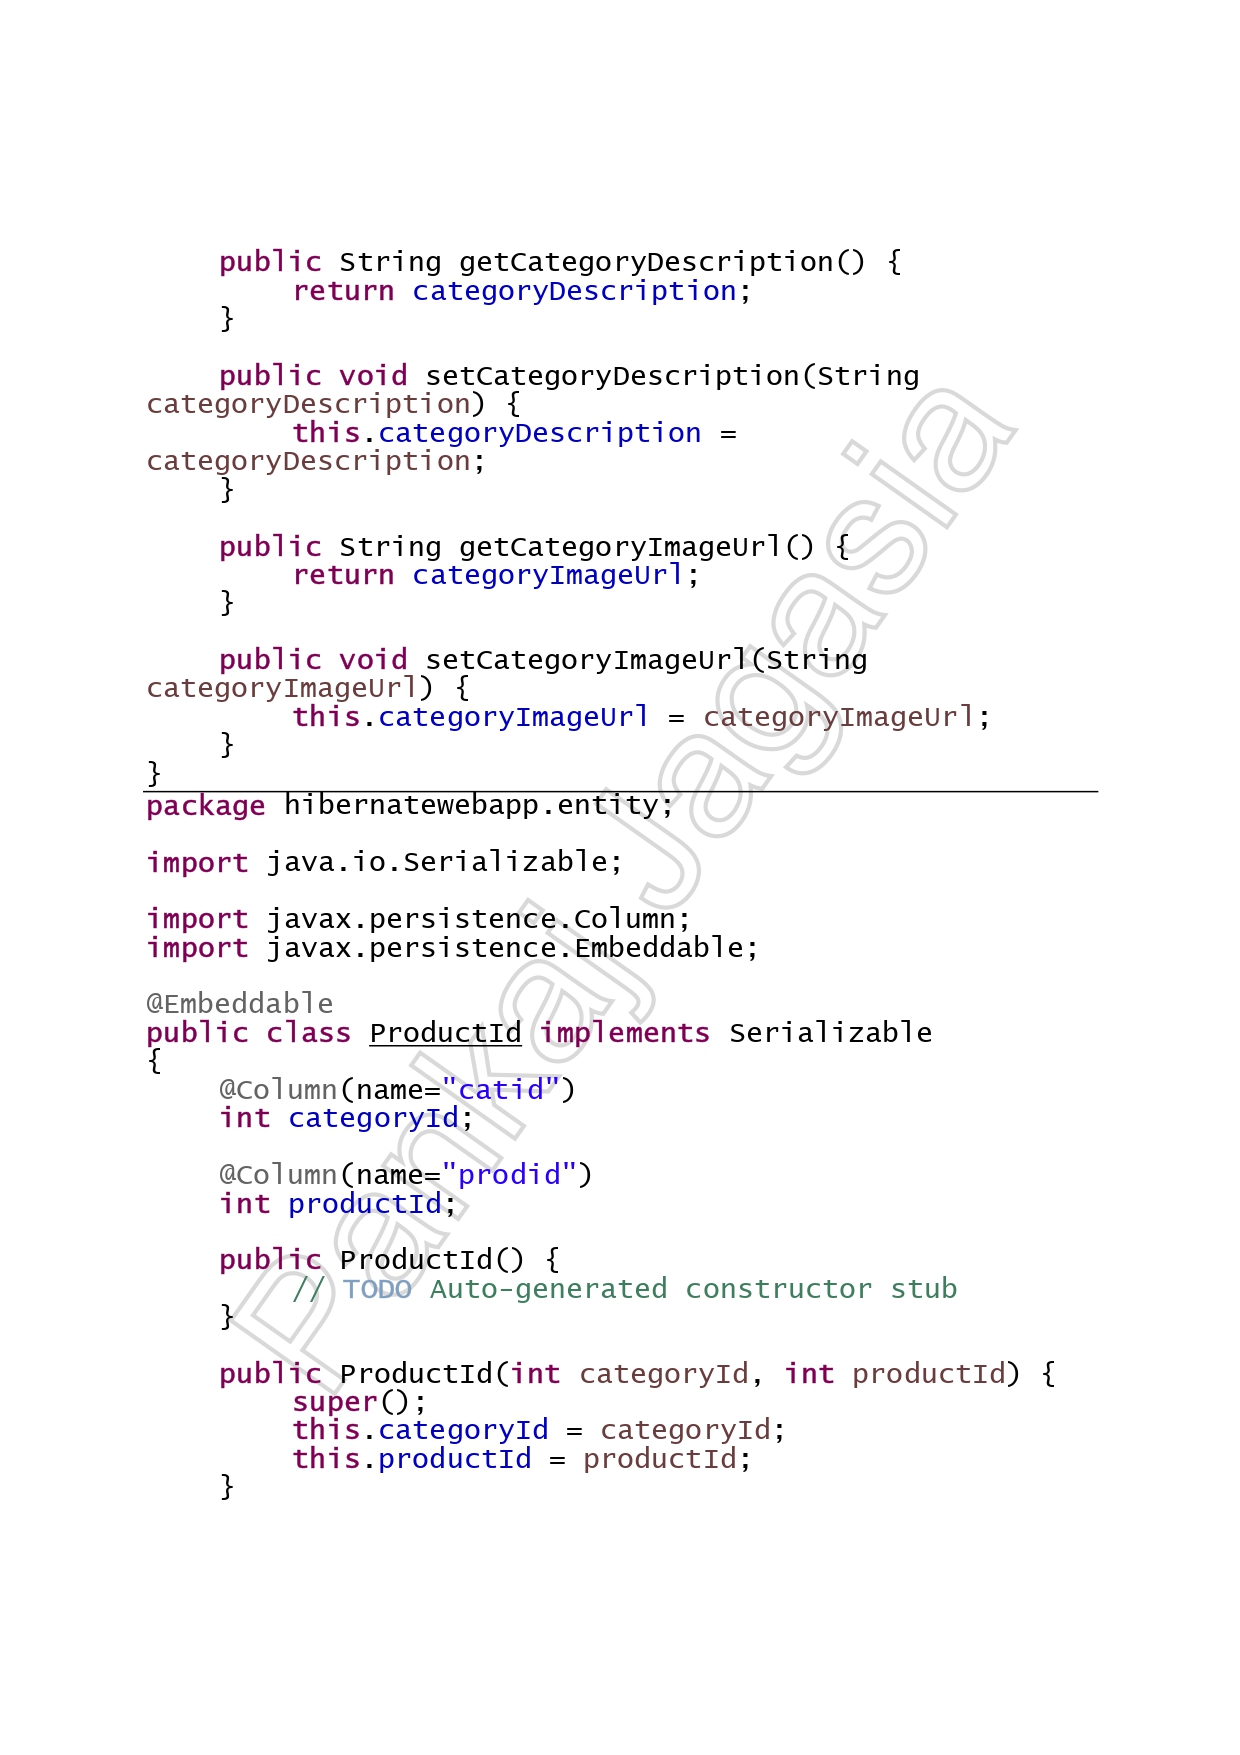 public String getCategoryDescription() {
return categoryDescription;
}
public void setCategoryDescription(String
categoryDescription) {
this.categoryDescription =
categoryDescription;
}
public String getCategoryImageUrl() {
return categoryImageUrl;
}
public void setCategoryImageUrl(String
categoryImageUrl) {
this.categoryImageUrl = categoryImageUrl;
}
}
package hibernatewebapp.entity;
import java.io.Serializable;
import javax.persistence.Column;
import javax.persistence.Embeddable;
@Embeddable
public class ProductId implements Serializable
{
@Column(name="catid")
int categoryId;
@Column(name="prodid")
int productId;
public ProductId() {
// TODO Auto-generated constructor stub
}
public ProductId(int categoryId, int productId) {
super();
this.categoryId = categoryId;
this.productId = productId;
}
Pankaj Jagasia